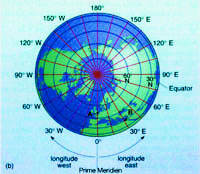 180°
150° W
150° E
120° W
120° E
90° W
90° E
60° N
30° N
Equator
60° W
60° E
30° W
30° E
0°
longitude west
longitude east
(b)
Prime Meridien